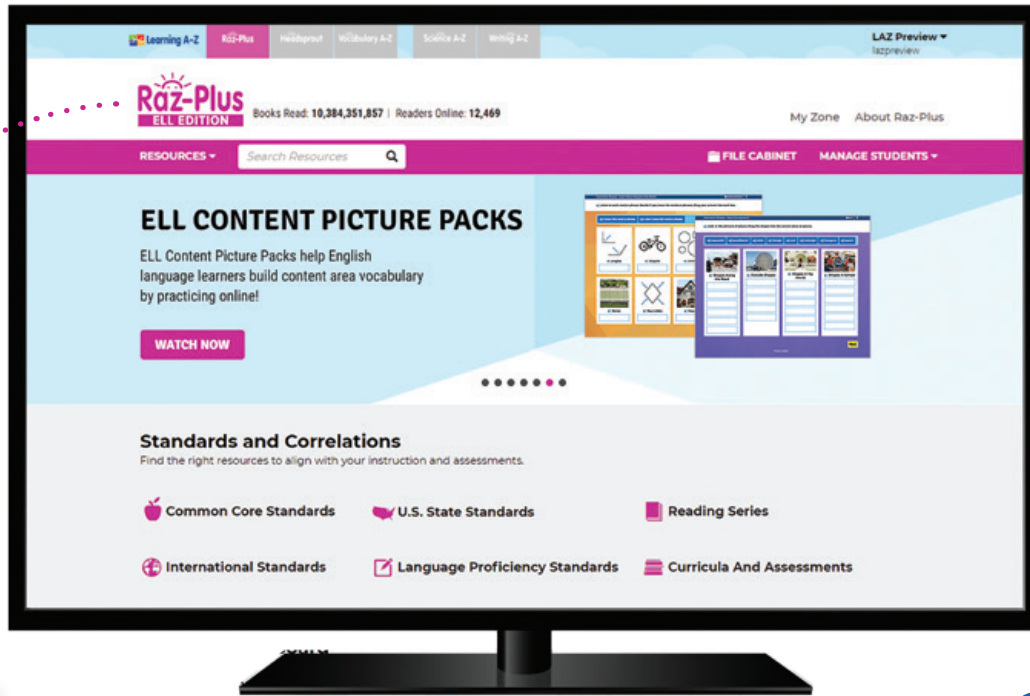 Learning A-Z
Raz-Plus
Headsprout
Vocabulary A-Z
Science A-Z
Writing A-Z
LAZ Preview
lazpreview
Raz-Plus
ELL EDITION
Books Read: 10,384,351,857 | Readers Online: 12,469
My Zone About Raz-Plus
RESOURCES
Search Resources
FILE CABINET
MANAGE STUDENTS
ELL CONTENT PICTURE PACKS
ELL Content Picture Packs help English
language learners build content area vocabulary
by practicing online!
WATCH NOW
Standards and Correlations
Find the right resources to align with your instruction and assessments.
Common Core Standards
U.S. State Standards
Reading Series
International Standards
Language Proficiency Standards
Curricula And Assessments